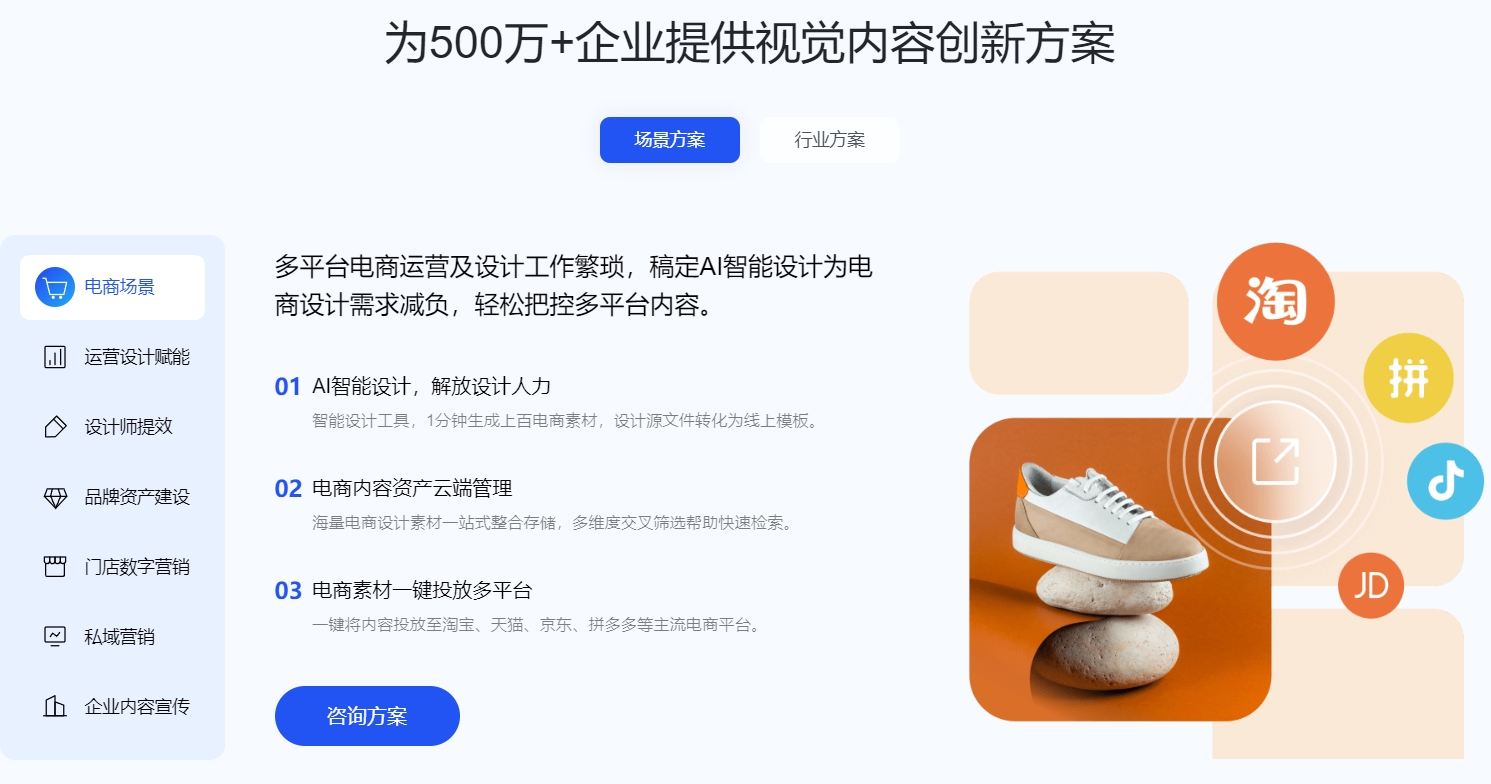 为500万+企业提供视觉内容创新方案
场景方案
行业方案
电商场景
运营设计赋能
设计师提效
品牌资产建设
门店数字营销
私域营销
企业内容宣传
多平台电商运营及设计工作繁琐，稿定AI智能设计为电
商设计需求减负，轻松把控多平台内容。
01 AI智能设计，解放设计人力
智能设计工具，1分钟生成上百电商素材，设计源文件转化为线上模板。
02 电商内容资产云端管理
海量电商设计素材一站式整合存储，多维度交叉筛选帮助快速检索。
03 电商素材一键投放多平台
一键将内容投放至淘宝、天猫、京东、拼多多等主流电商平台。
咨询方案
淘
拼
JD